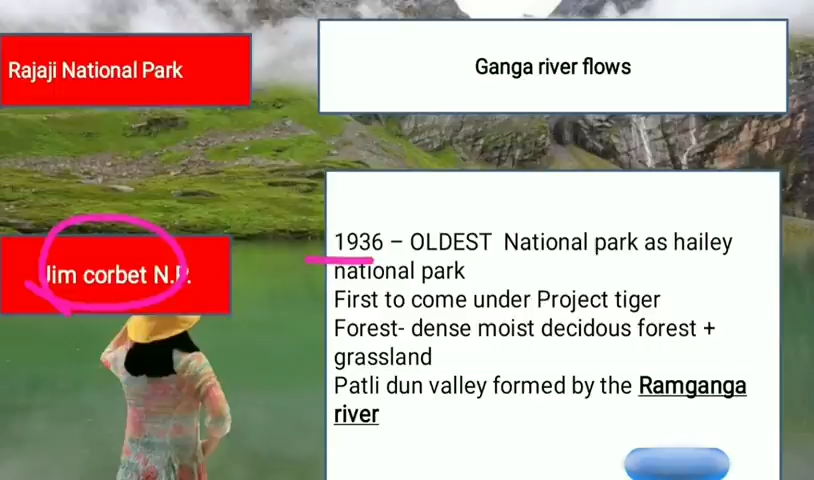 Rajaji National Park
Ganga river flows
Jim corbet N.P.
1936 – OLDEST National park as hailey
national park
First to come under Project tiger
Forest- dense moist decidous forest +
grassland
Patli dun valley formed by the Ramganga
river